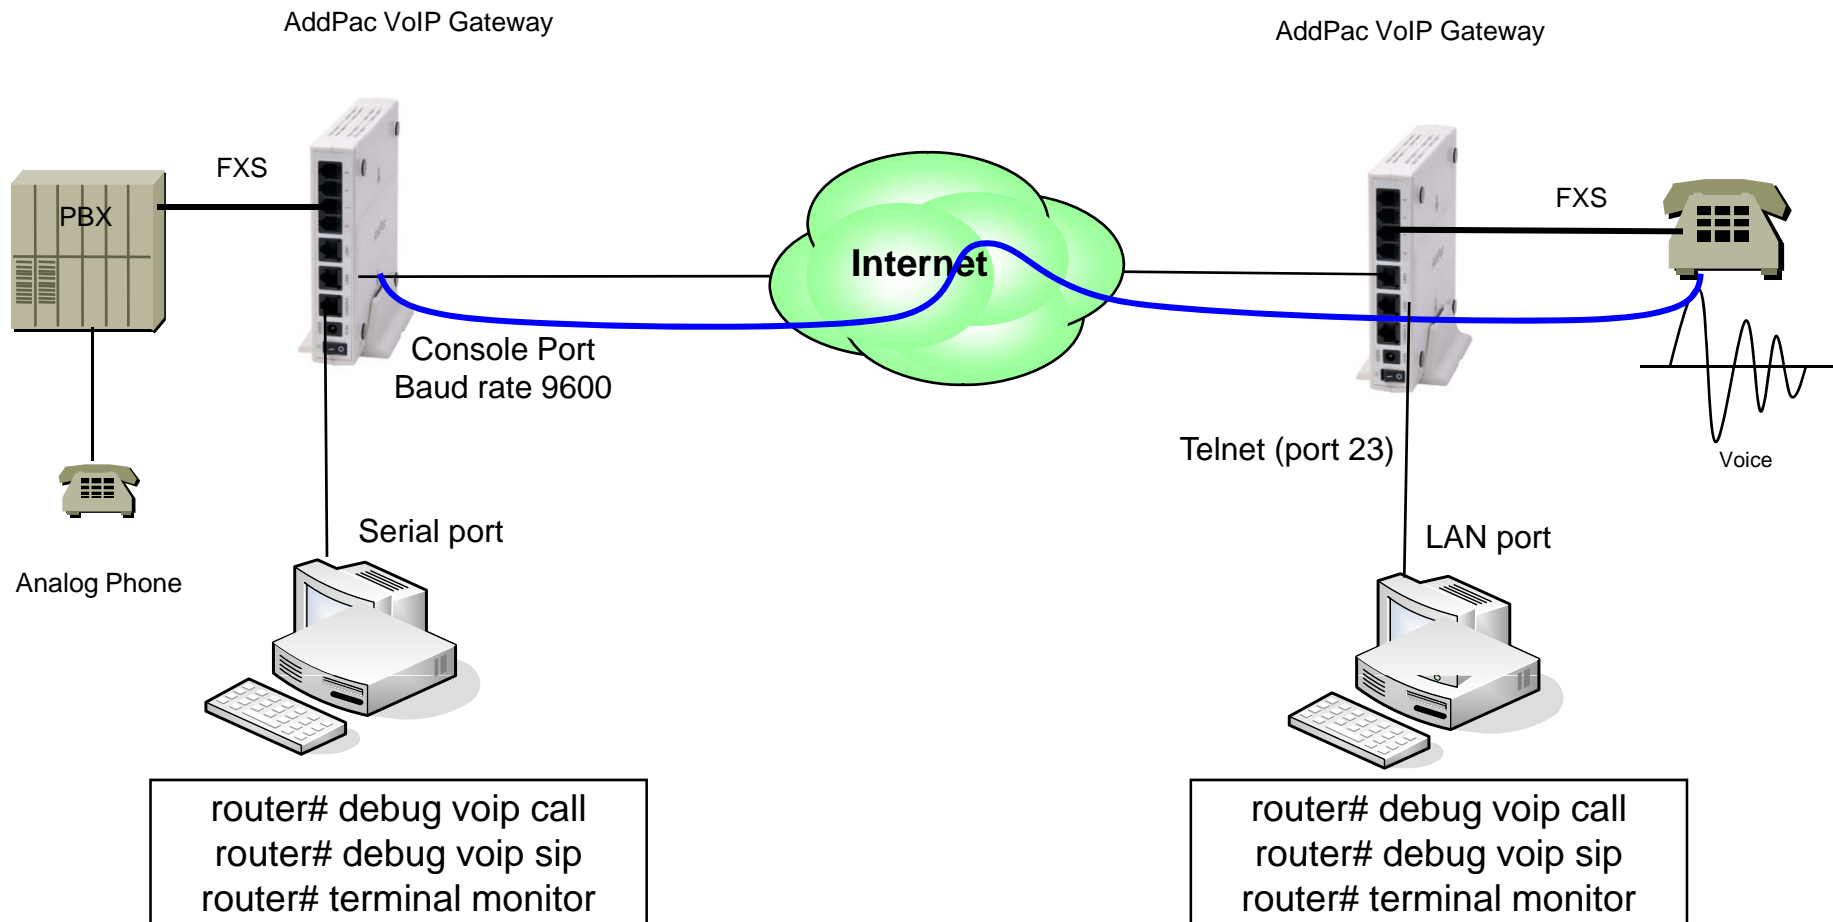 AddPac VoIP Gateway
AddPac VoIP Gateway
FXS
FXS
PBX
Internet
Console Port
Baud rate 9600
Telnet (port 23)
Voice
Serial port
LAN port
Analog Phone
router# debug voip call
router# debug voip sip
router# terminal monitor
router# debug voip call
router# debug voip sip
router# terminal monitor